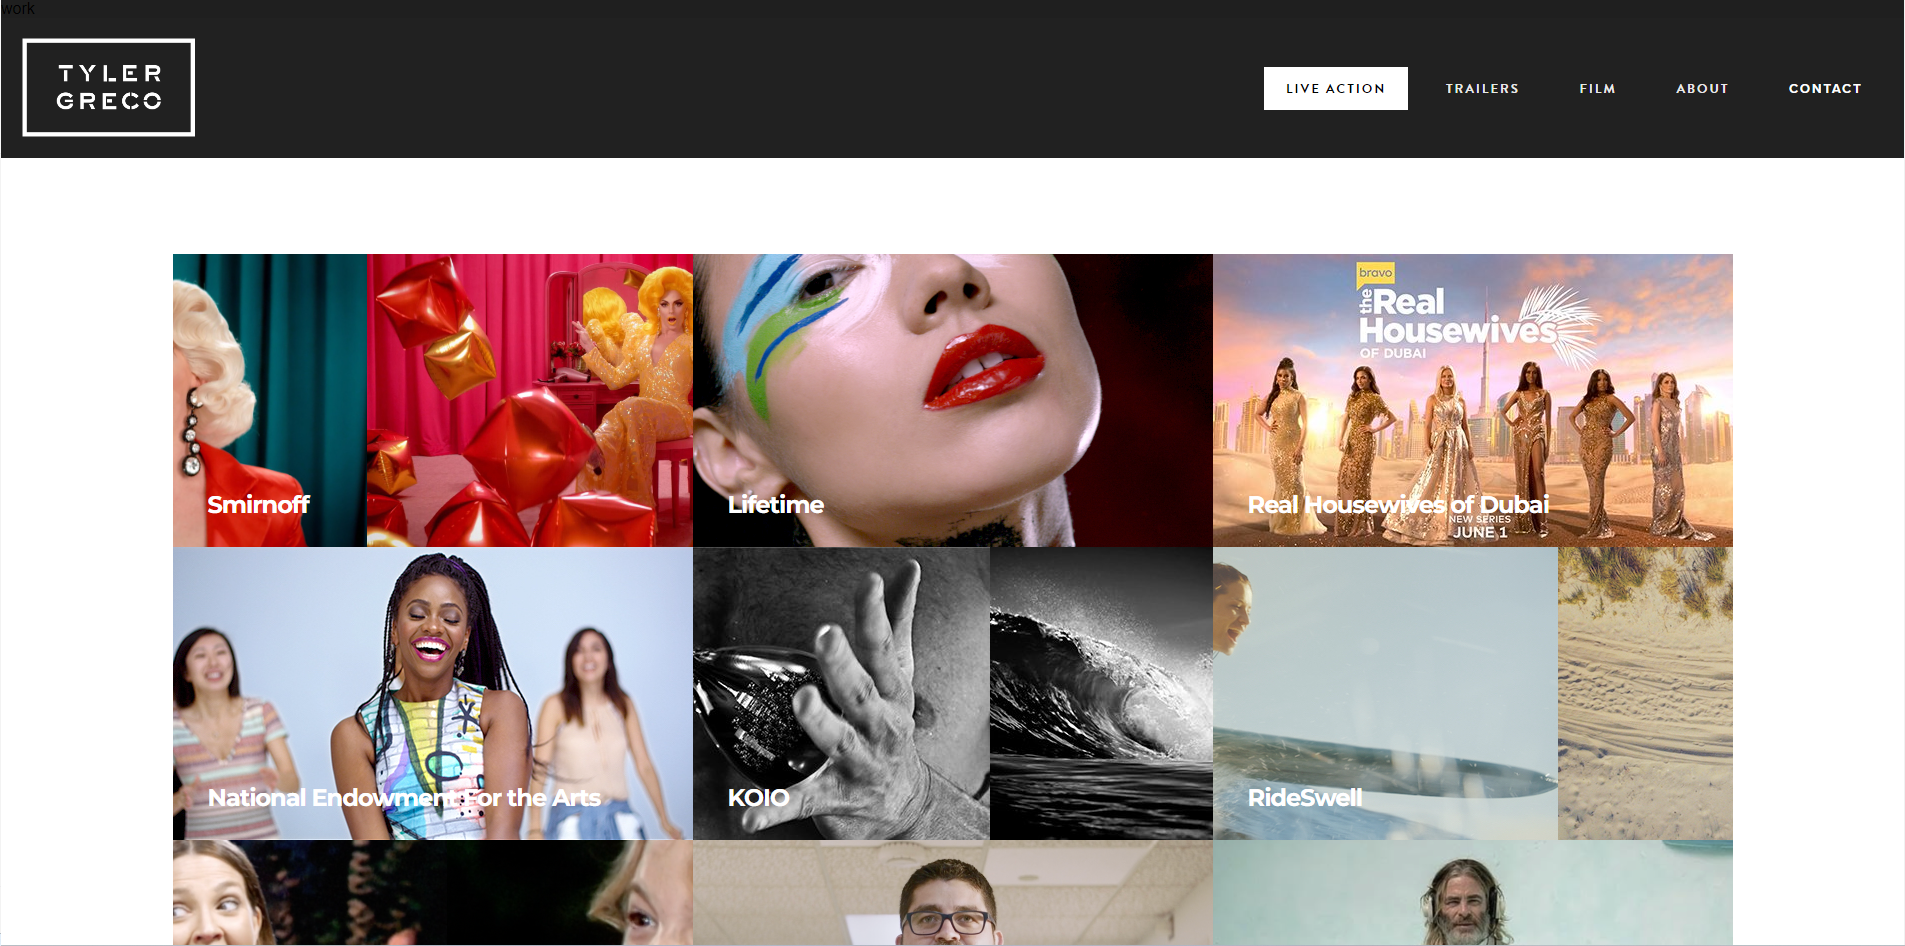 work
TYLER
GRECO
LIVE ACTION
TRAILERS
FILM
ABOUT
CONTACT
Smirnoff
Lifetime
bravo
the Real
Housewives
OF DUBAI
Real Housewives of Dubai
NEW SERIES
JUNE 1
National Endowment For the Arts
KOIO
RideSwell